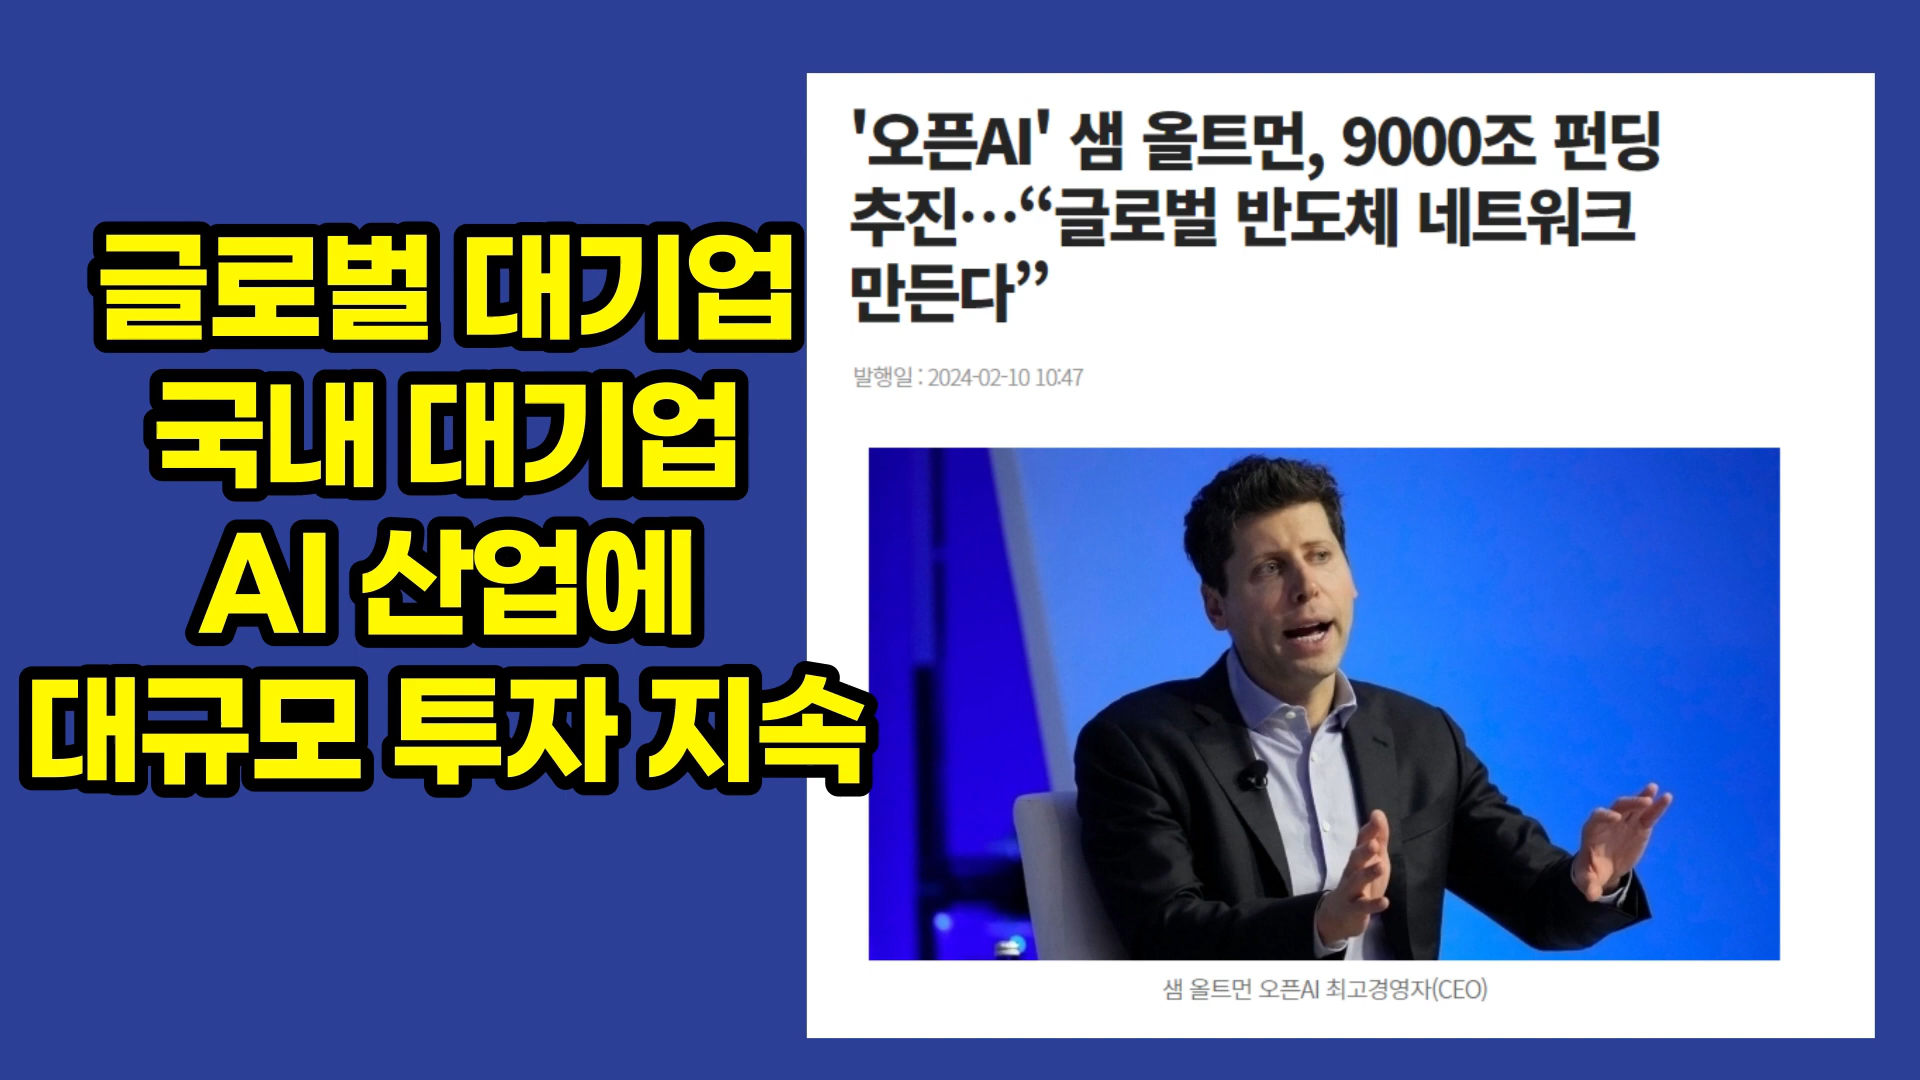 글로벌 대기업
국내 대기업
AI 산업에
대규모 투자 지속
'오픈AI' 샘 올트먼, 9000조 펀딩
추진…“글로벌 반도체 네트워크
만든다”
발행일 : 2024-02-10 10:47
샘 올트먼 오픈AI 최고경영자(CEO)